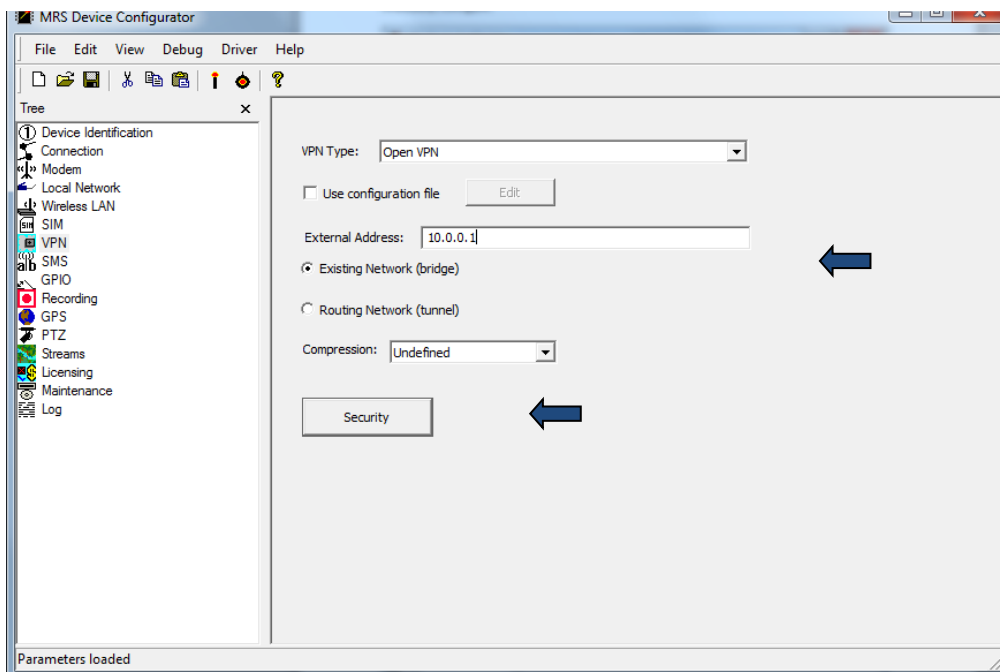 MRS Device Configurator
File Edit View Debug Driver Help
Tree
Device Identification
Connection
Modem
Local Network
Wireless LAN
SIM
VPN
SMS
GPIO
Recording
GPS
PTZ
Streams
Licensing
Maintenance
Log
VPN Type: Open VPN
Use configuration file Edit
External Address: 10.0.0.1
Existing Network (bridge)
Routing Network (tunnel)
Compression: Undefined
Security
Parameters loaded